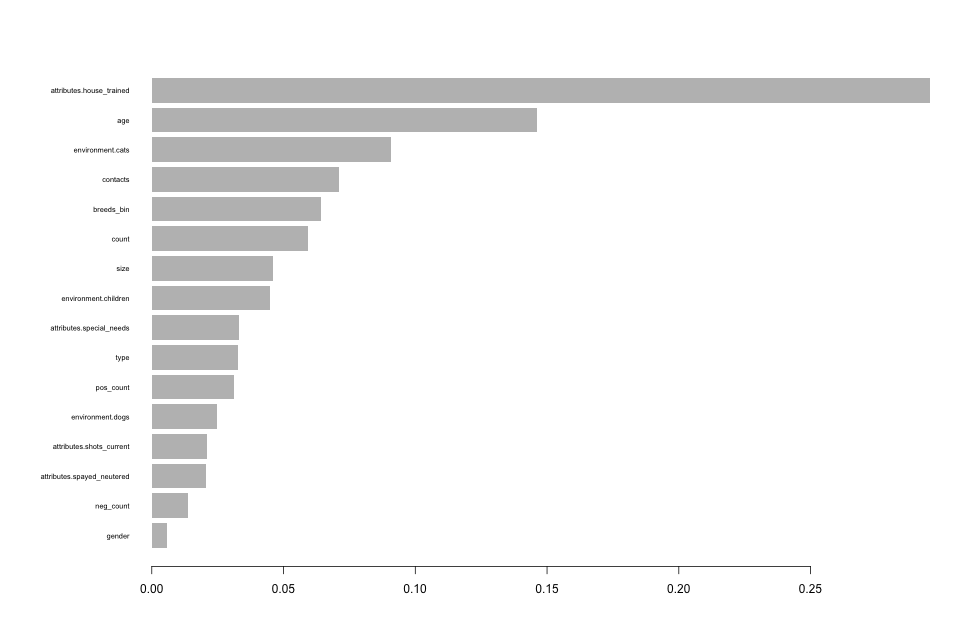 attributes.house_trained
age
environment.cats
contacts
breeds_bin
count
size
environment.children
attributes.special_needs
type
pos_count
environment.dogs
attributes.shots_current
attributes.spayed_neutered
neg_count
gender
0.00 0.05 0.10 0.15 0.20 0.25